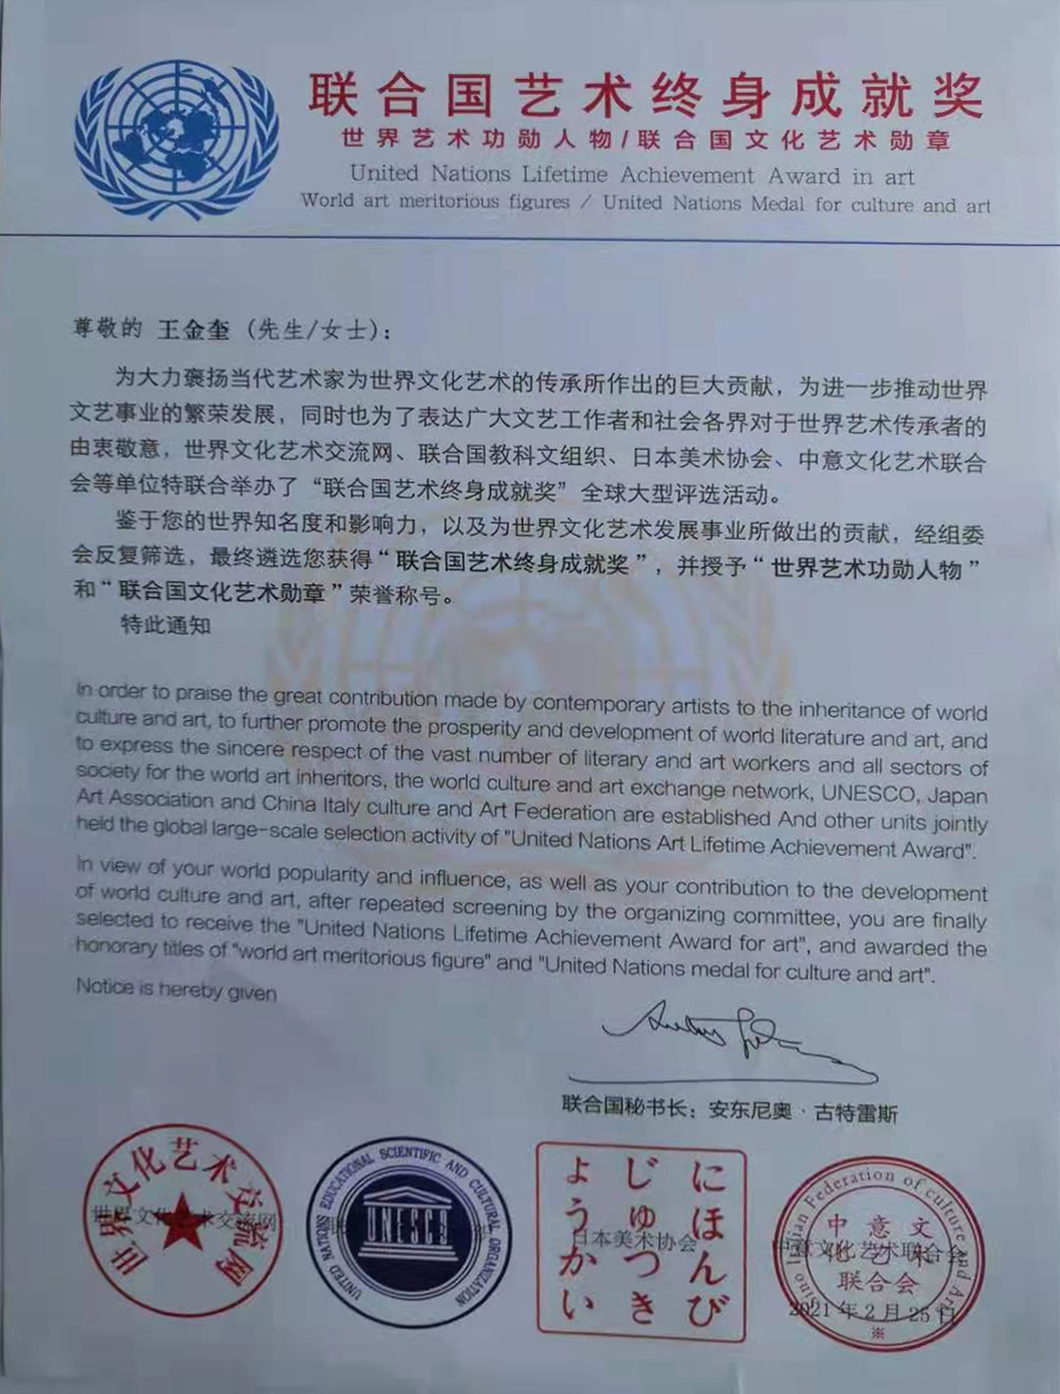 联合国艺术终身成就奖
世界艺术功勋人物/联合国文化艺术勋章
United Nations Lifetime Achievement Award in art
World art meritorious figures / United Nations Medal for culture and art
尊敬的 王金奎 (先生/女士):
为大力褒扬当代艺术家为世界文化艺术的传承所作出的巨大贡献，为进一步推动世界
文艺事业的繁荣发展，同时也为了表达广大文艺工作者和社会各界对于世界艺术传承者的
由衷敬意，世界文化艺术交流网、联合国教科文组织、日本美术协会、中意文化艺术联合
会等单位特联合举办了“联合国艺术终身成就奖”全球大型评选活动。
鉴于您的世界知名度和影响力，以及为世界文化艺术发展事业所做出的贡献，经组委
会反复筛选，最终遴选您获得“联合国艺术终身成就奖”，并授予“世界艺术功勋人物”
和“联合国文化艺术勋章”荣誉称号。
特此通知
In order to praise the great contribution made by contemporary artists to the inheritance of world
culture and art, to further promote the prosperity and development of world literature and art, and
to express the sincere respect of the vast number of literary and art workers and all sectors of
society for the world art inheritors, the world culture and art exchange network, UNESCO, Japan
Art Association and China Italy culture and Art Federation are established And other units jointly
held the global large-scale selection activity of "United Nations Art Lifetime Achievement Award".
In view of your world popularity and influence, as well as your contribution to the development
of world culture and art, after repeated screening by the organizing committee, you are finally
selected to receive the "United Nations Lifetime Achievement Award for art", and awarded the
honorary titles of "world art meritorious figure" and "United Nations medal for culture and art".
Notice is hereby given
联合国秘书长：安东尼奥·古特雷斯
世界文化艺术交流网
世界文化艺术交流网
UNITED NATIONS EDUCATIONAL SCIENTIFIC AND CULTURAL ORGANIZATION
UNESCO
にほんび
じゅつき
ょうかい
日本美术协会
Sino Italian Federation of culture and Art
中意文
化艺术
联合会
中意文化艺术联合会
2021年2月25日